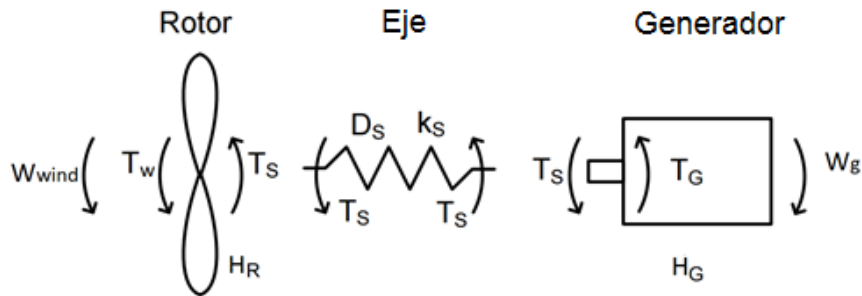 Rotor Eje Generador
Ds ks
Wwind Tw Ts Ts TG Wg
Ts Ts
HR HG